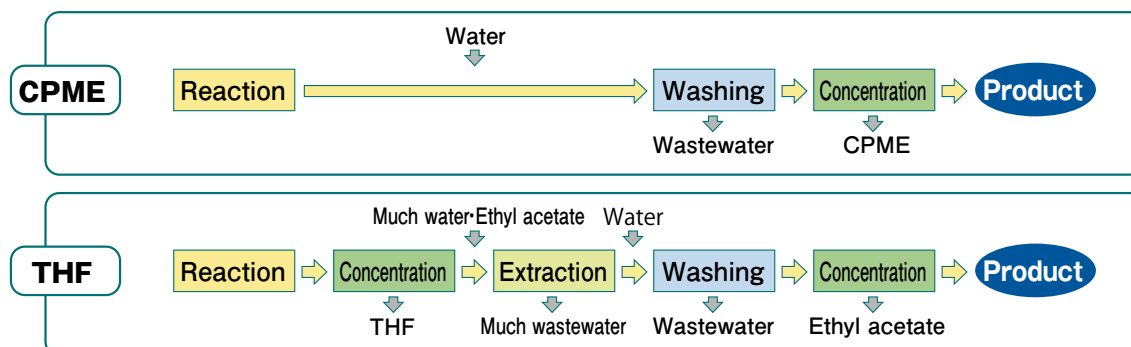 Water
CPME
Reaction
Washing
Concentration
Product
Wastewater
CPME
Much water·Ethyl acetate
Water
THF
Reaction
Concentration
Extraction
Washing
Concentration
Product
THF
Much wastewater
Wastewater
Ethyl acetate